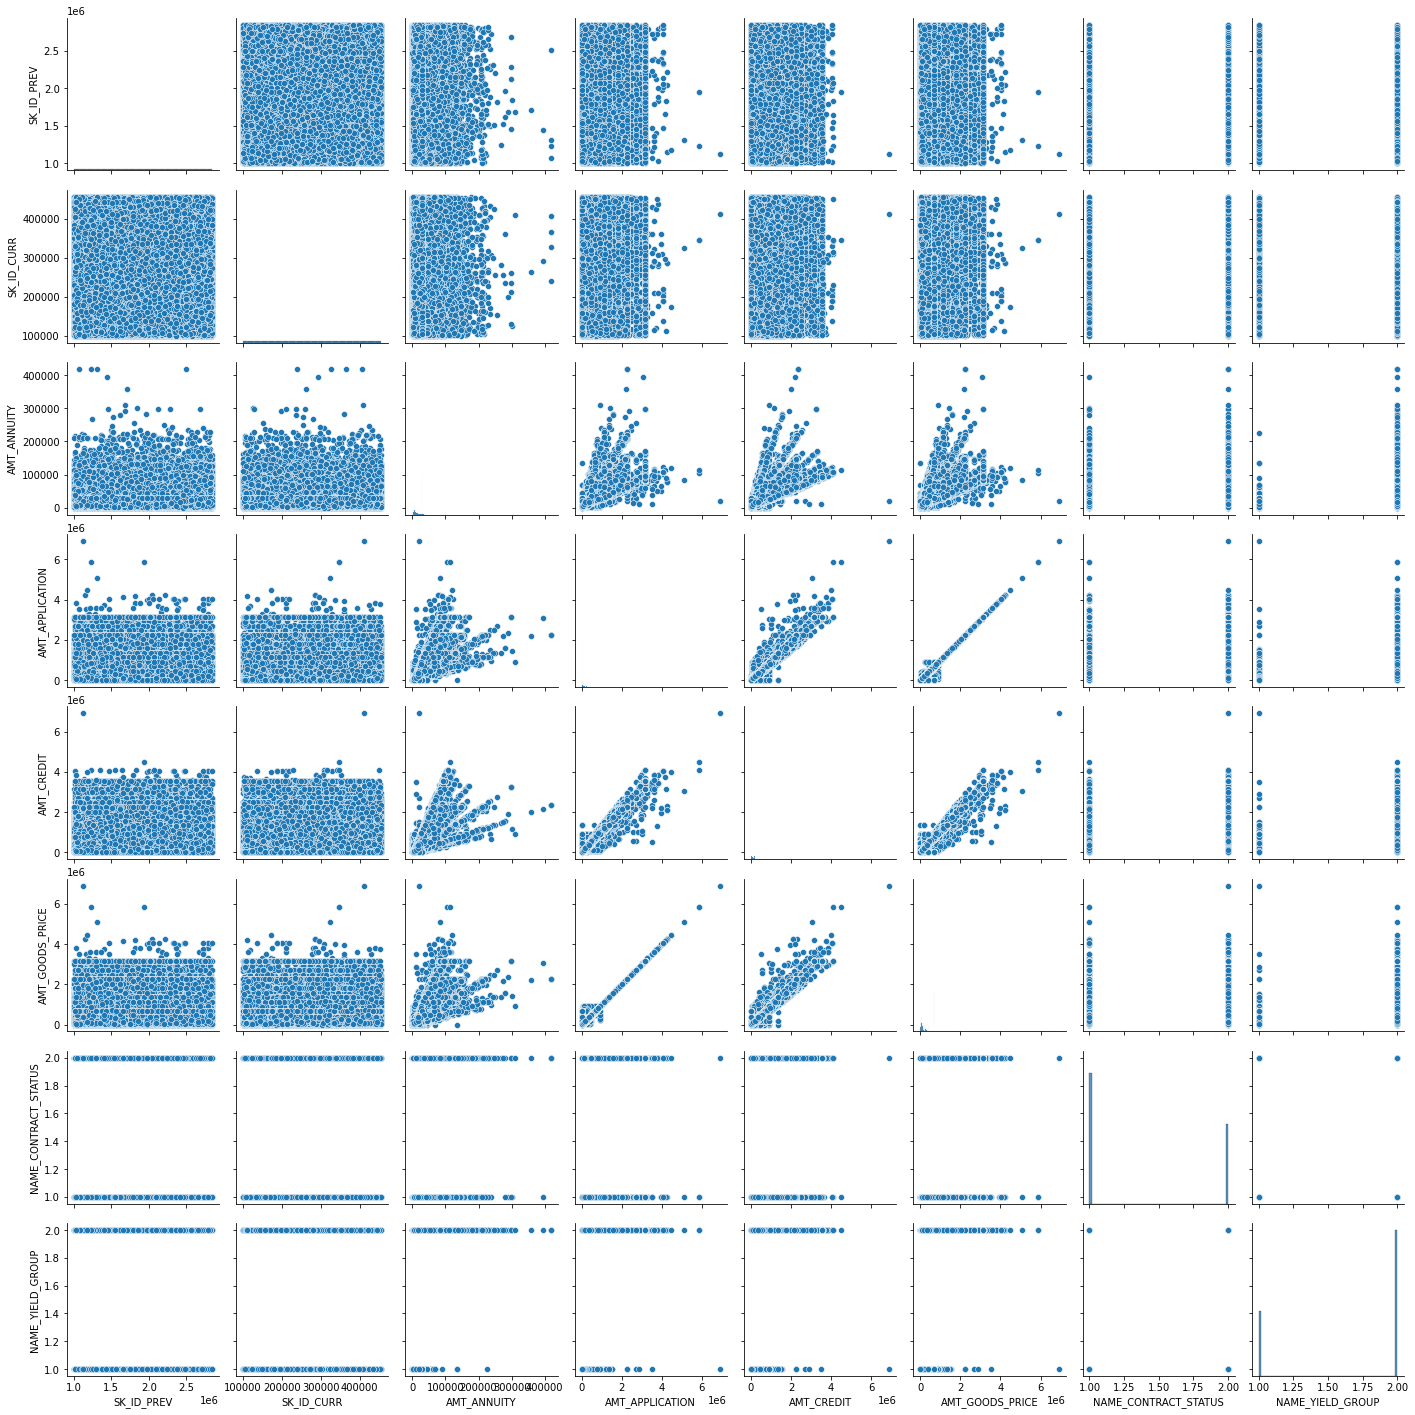 1e6
2.5
2.0
1.5
1.0
SK_ID_PREV
400000
300000
200000
100000
SK_ID_CURR
400000
300000
200000
100000
0
AMT_ANNUITY
1e6
6
4
2
0
AMT_APPLICATION
1e6
6
4
2
0
AMT_CREDIT
1e6
6
4
2
0
AMT_GOODS_PRICE
2.0
1.8
1.6
1.4
1.2
1.0
NAME_CONTRACT_STATUS
2.0
1.8
1.6
1.4
1.2
1.0
NAME_YIELD_GROUP
1.0 1.5 2.0 2.5 100000 200000 300000 400000 0 100000 200000 300000 400000 0 2 4 6 0 2 4 6 0 2 4 6 1.00 1.25 1.50 1.75 2.00 1.00 1.25 1.50 1.75 2.00
SK_ID_PREV 1e6 SK_ID_CURR AMT_ANNUITY AMT_APPLICATION 1e6 AMT_CREDIT 1e6 AMT_GOODS_PRICE 1e6 NAME_CONTRACT_STATUS NAME_YIELD_GROUP